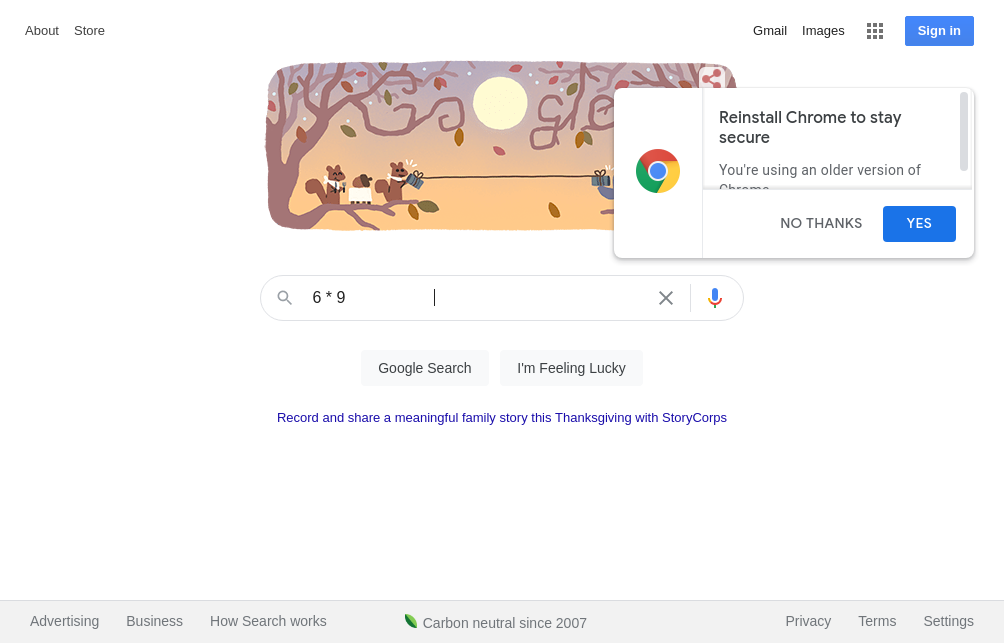 About Store Gmail Images Sign in
Reinstall Chrome to stay
secure
You're using an older version of
Chrome
NO THANKS YES
6 * 9
Google Search I'm Feeling Lucky
Record and share a meaningful family story this Thanksgiving with StoryCorps
Advertising Business How Search works Carbon neutral since 2007 Privacy Terms Settings